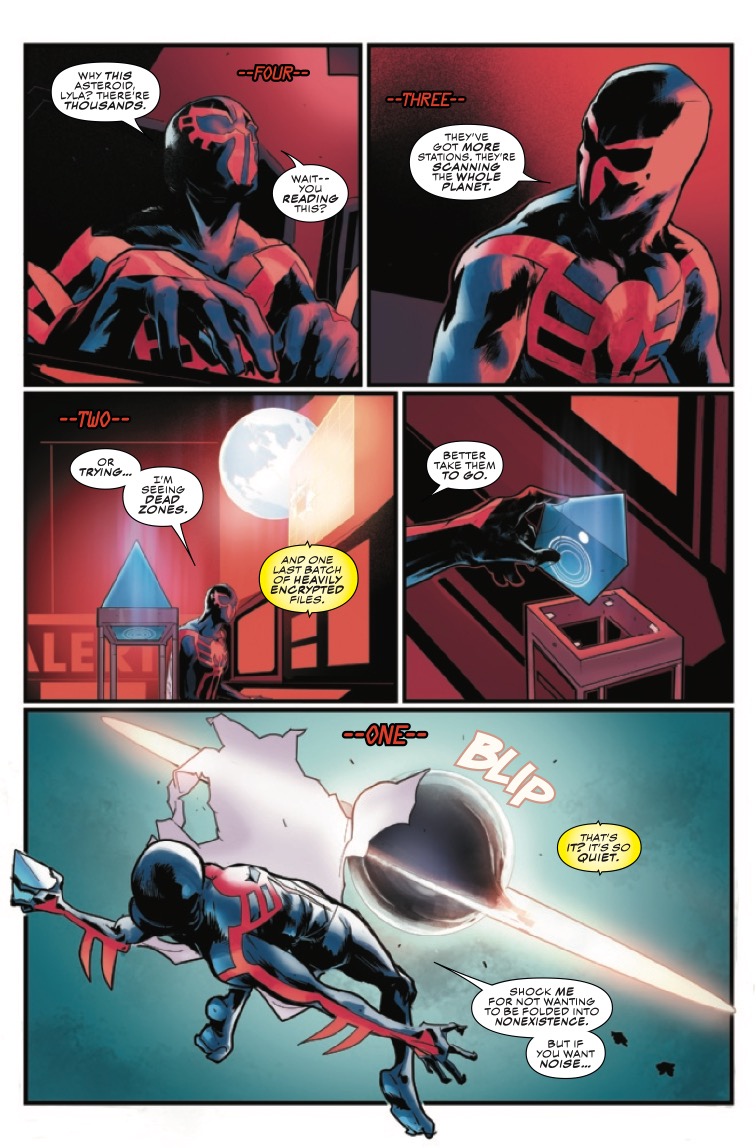 WHY THIS
ASTEROID,
LYLA? THERE'RE
THOUSANDS.
--FOUR--
WAIT--
YOU
READING
THIS?
--THREE--
THEY'VE
GOT MORE
STATIONS. THEY'RE
SCANNING
THE WHOLE
PLANET.
--TWO--
OR
TRYING...
I'M
SEEING
DEAD
ZONES.
AND ONE
LAST BATCH
OF HEAVILY
ENCRYPTED
FILES.
ALERT
BETTER
TAKE THEM
TO GO.
--ONE--
BLIP
THAT'S
IT? IT'S SO
QUIET.
SHOCK ME
FOR NOT WANTING
TO BE FOLDED INTO
NONEXISTENCE.
BUT IF
YOU WANT
NOISE...